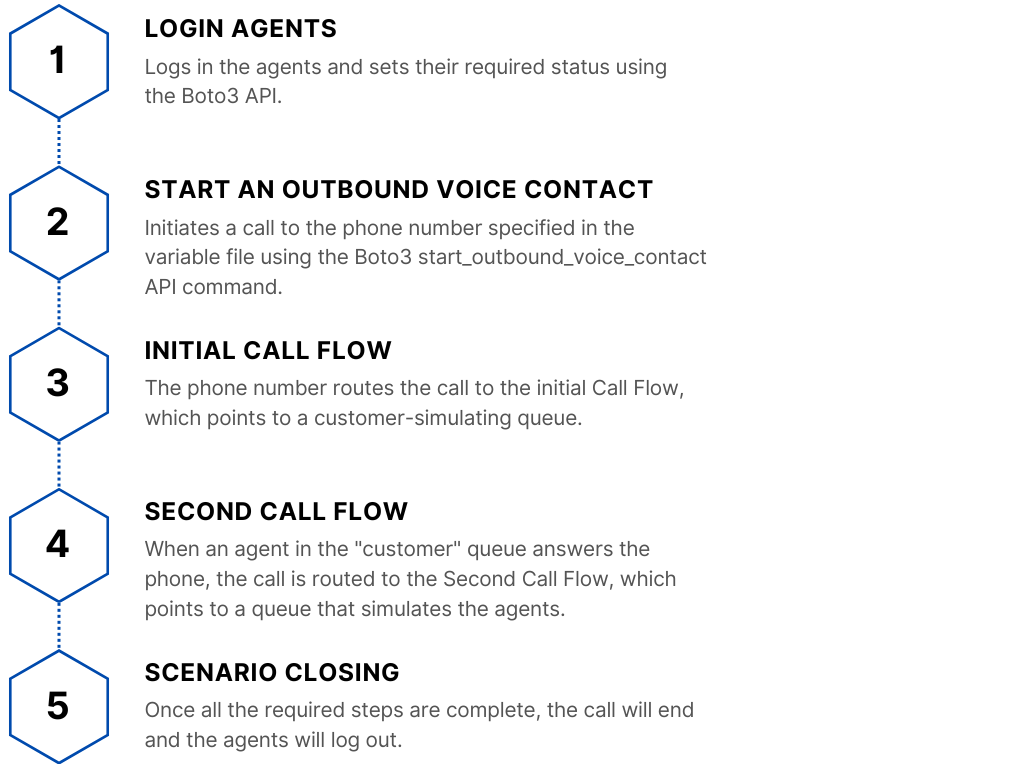 1
LOGIN AGENTS
Logs in the agents and sets their required status using
the Boto3 API.
2
START AN OUTBOUND VOICE CONTACT
Initiates a call to the phone number specified in the
variable file using the Boto3 start_outbound_voice_contact
API command.
3
INITIAL CALL FLOW
The phone number routes the call to the initial Call Flow,
which points to a customer-simulating queue.
4
SECOND CALL FLOW
When an agent in the "customer" queue answers the
phone, the call is routed to the Second Call Flow, which
points to a queue that simulates the agents.
5
SCENARIO CLOSING
Once all the required steps are complete, the call will end
and the agents will log out.